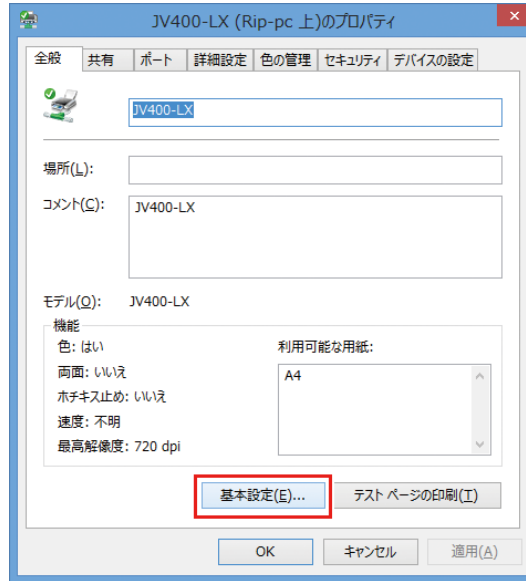 JV400-LX (Rip-pc 上)のプロパティ
全般 共有 ポート 詳細設定 色の管理 セキュリティ デバイスの設定
JV400-LX
場所(L):
コメント(C): JV400-LX
モデル(O): JV400-LX
機能
色: はい 利用可能な用紙:
両面: いいえ A4
ホチキス止め: いいえ
速度: 不明
最高解像度: 720 dpi
基本設定(E)... テスト ページの印刷(T)
OK キャンセル 適用(A)